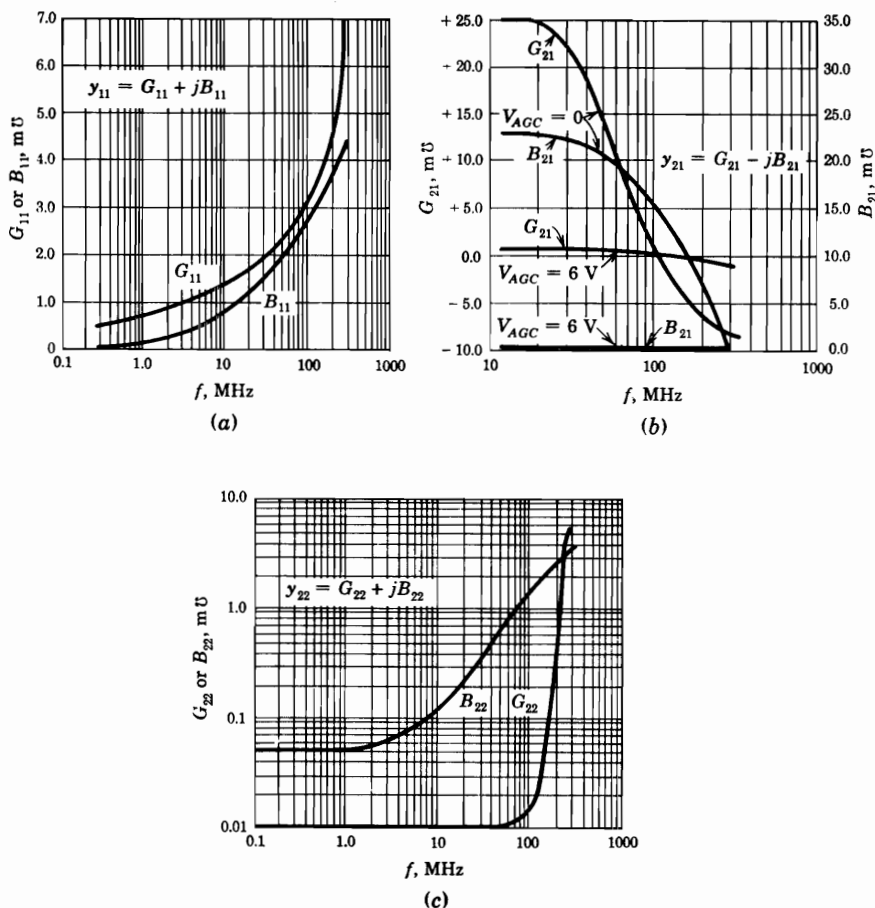 7.0
6.0
5.0
4.0
3.0
2.0
1.0
0
y₁₁ = G₁₁ + jB₁₁
G₁₁
B₁₁
G₁₁ or B₁₁, m℧
0.1 1.0 10 100 1000
f, MHz
(a)
+ 25.0
+20.0
+ 15.0
+10.0
+ 5.0
0.0
− 5.0
− 10.0
G₂₁, m℧
G₂₁
V_AGC = 0
B₂₁
y₂₁ = G₂₁ − jB₂₁
G₂₁
V_AGC = 6 V
V_AGC = 6 V
B₂₁
35.0
30.0
25.0
20.0
15.0
10.0
5.0
0.0
B₂₁, m℧
10 100 1000
f, MHz
(b)
10.0
1.0
0.1
0.01
y₂₂ = G₂₂ + jB₂₂
B₂₂ G₂₂
G₂₂ or B₂₂, m℧
0.1 1.0 10 100 1000
f, MHz
(c)